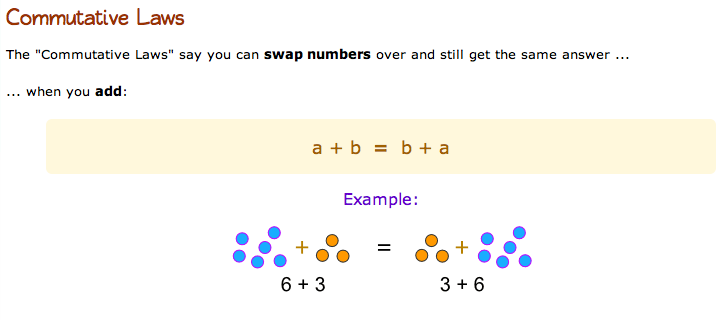 Commutative Laws
The "Commutative Laws" say you can swap numbers over and still get the same answer ...
... when you add:
a + b = b + a
Example:
+ = +
6 + 3 3 + 6